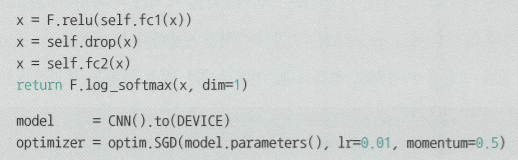 x = F.relu(self.fc1(x))
x = self.drop(x)
x = self.fc2(x)
return F.log_softmax(x, dim=1)
model     = CNN().to(DEVICE)
optimizer = optim.SGD(model.parameters(), lr=0.01, momentum=0.5)